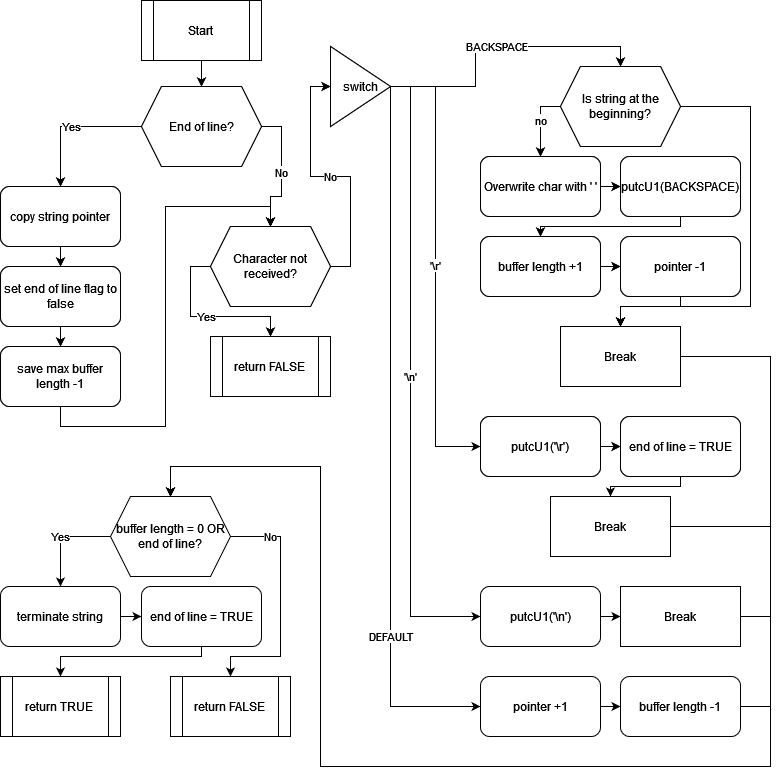 Start
End of line?
Yes
No
copy string pointer
set end of line flag to
false
save max buffer
length -1
Character not
received?
Yes
No
return FALSE
switch
BACKSPACE
Is string at the
beginning?
no
Overwrite char with ' '
putcU1(BACKSPACE)
buffer length +1
pointer -1
Break
'\r'
putcU1('\r')
end of line = TRUE
Break
'\n'
putcU1('\n')
Break
DEFAULT
pointer +1
buffer length -1
buffer length = 0 OR
end of line?
Yes
No
terminate string
end of line = TRUE
return TRUE
return FALSE